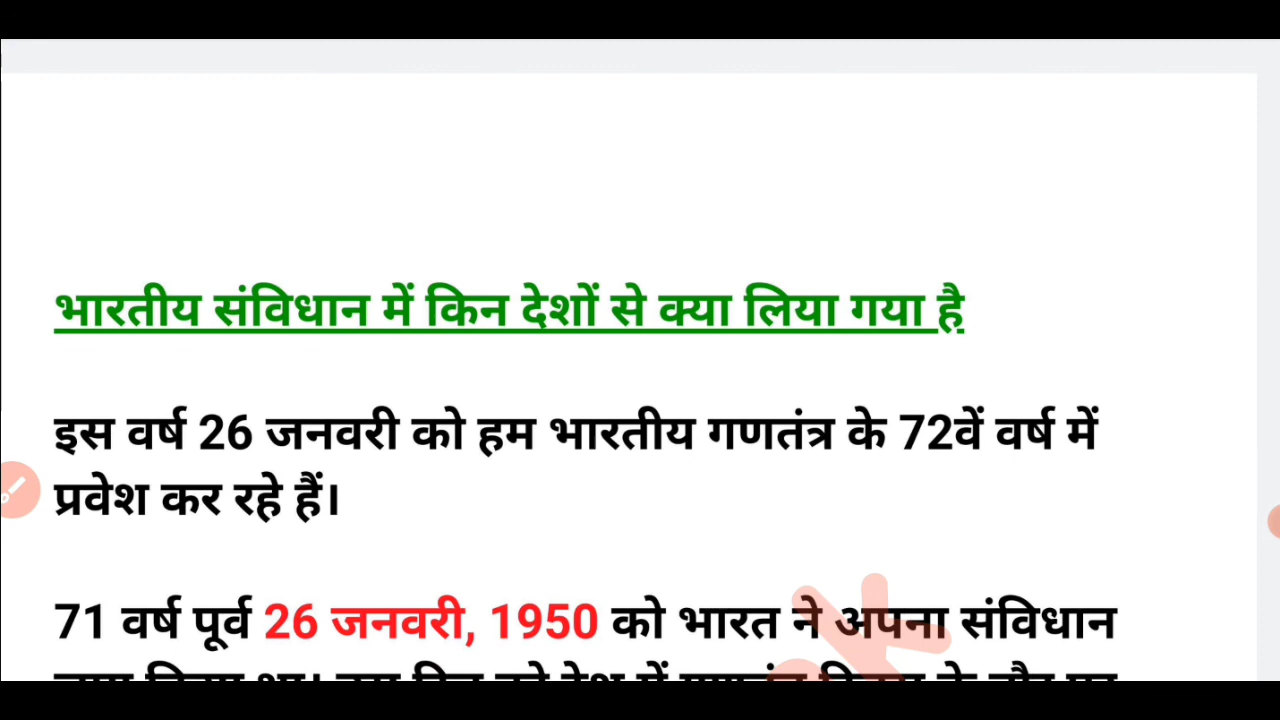 भारतीय संविधान में किन देशों से क्या लिया गया है
इस वर्ष 26 जनवरी को हम भारतीय गणतंत्र के 72वें वर्ष में
प्रवेश कर रहे हैं।
71 वर्ष पूर्व 26 जनवरी, 1950 को भारत ने अपना संविधान